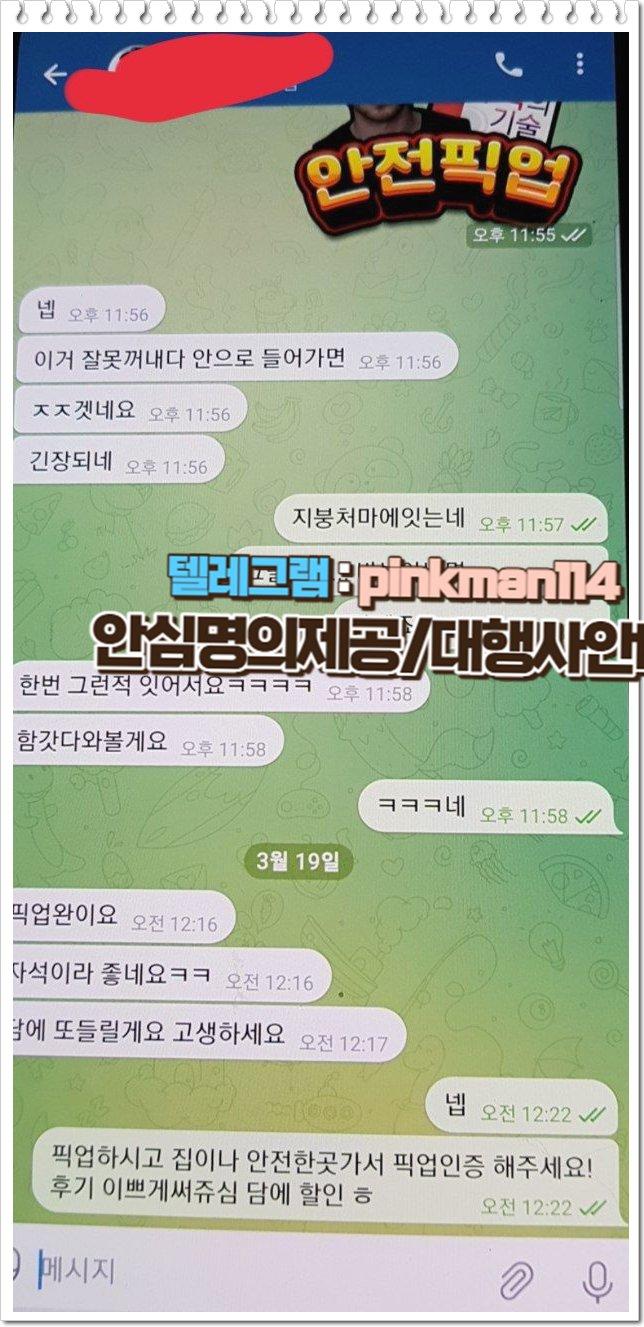 기술
안전픽업
오후 11:55
넵 오후 11:56
이거 잘못꺼내다 안으로 들어가면 오후 11:56
ㅈㅈ겟네요 오후 11:56
긴장되네 오후 11:56
지붕처마에잇는네 오후 11:57
텔레그램 : pinkman114
안심명의제공/대행사안
한번 그런적 잇어서요ㅋㅋㅋㅋ 오후 11:58
함갓다와볼게요 오후 11:58
ㅋㅋㅋ네 오후 11:58
3월 19일
픽업완이요 오전 12:16
자석이라 좋네요ㅋㅋ 오전 12:16
담에 또들릴게요 고생하세요 오전 12:17
넵 오전 12:22
픽업하시고 집이나 안전한곳가서 픽업인증 해주세요!
후기 이쁘게써쥬심 담에 할인 ㅎ
오전 12:22
메시지